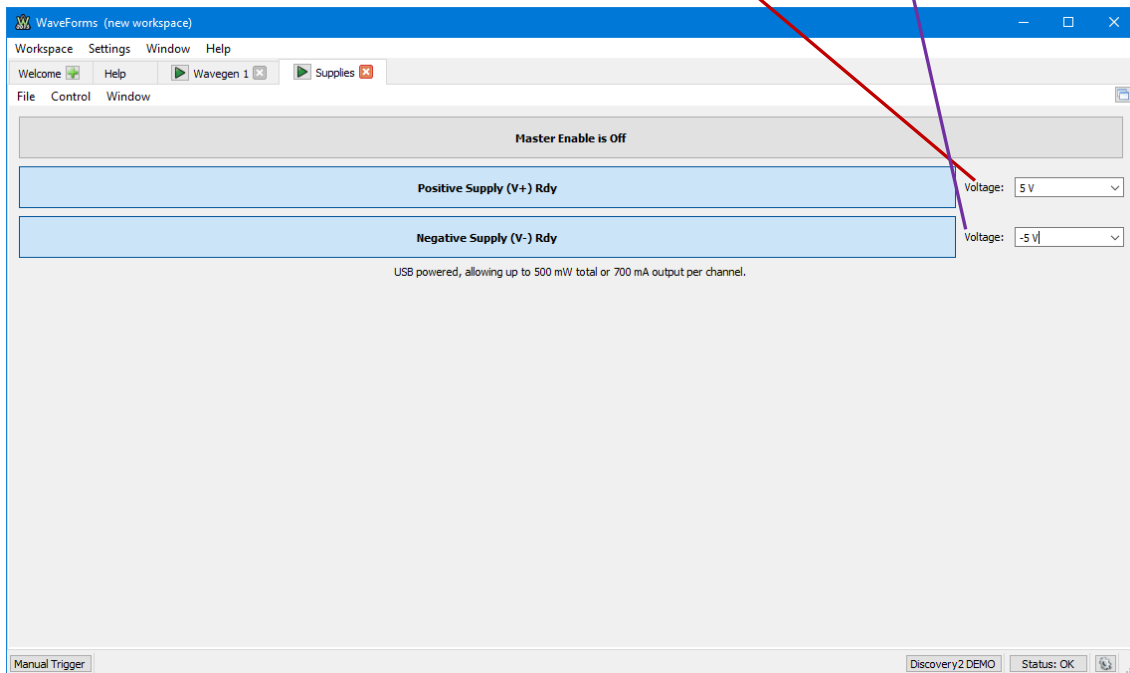 WaveForms (new workspace)
Workspace Settings Window Help
Welcome Help Wavegen 1 Supplies
File Control Window
Master Enable is Off
Positive Supply (V+) Rdy Voltage: 5 V
Negative Supply (V-) Rdy Voltage: -5 V
USB powered, allowing up to 500 mW total or 700 mA output per channel.
Manual Trigger Discovery2 DEMO Status: OK